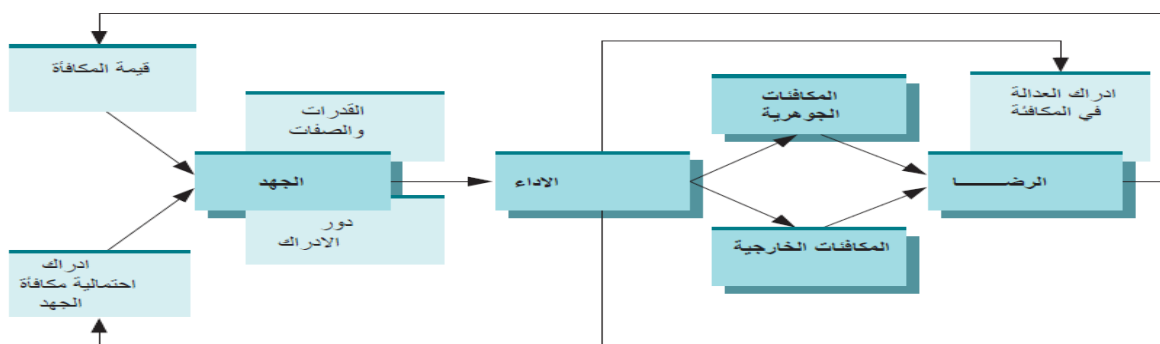 قيمة المكافأة
القدرات
والصفات
الجهد
دور
الادراك
ادراك
احتمالية مكافأة
الجهد
الاداء
المكافئات
الجوهرية
المكافئات الخارجية
ادراك العدالة
في المكافئة
الرضــــــا